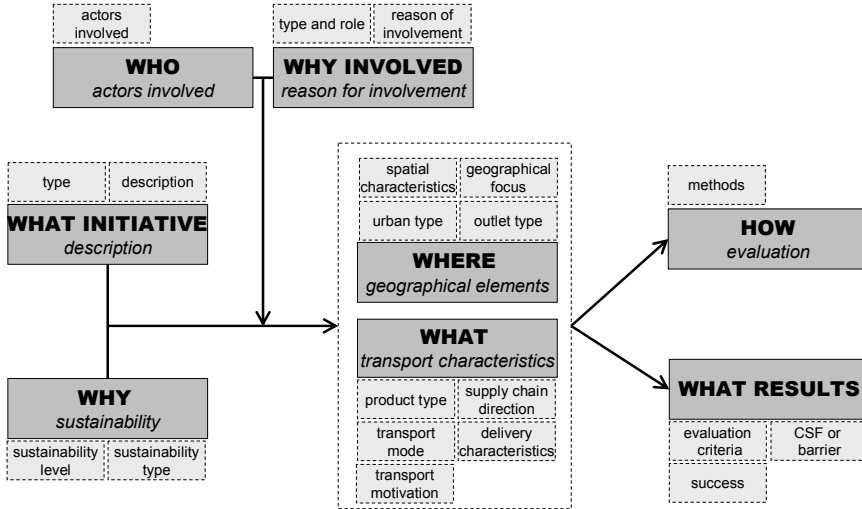 actors
involved
type and role
reason of
involvement
WHO
actors involved
WHY INVOLVED
reason for involvement
type
description
WHAT INITIATIVE
description
WHY
sustainability
sustainability
level
sustainability
type
spatial
characteristics
geographical
focus
urban type
outlet type
WHERE
geographical elements
WHAT
transport characteristics
product type
supply chain
direction
transport
mode
delivery
characteristics
transport
motivation
methods
HOW
evaluation
WHAT RESULTS
evaluation
criteria
CSF or
barrier
success